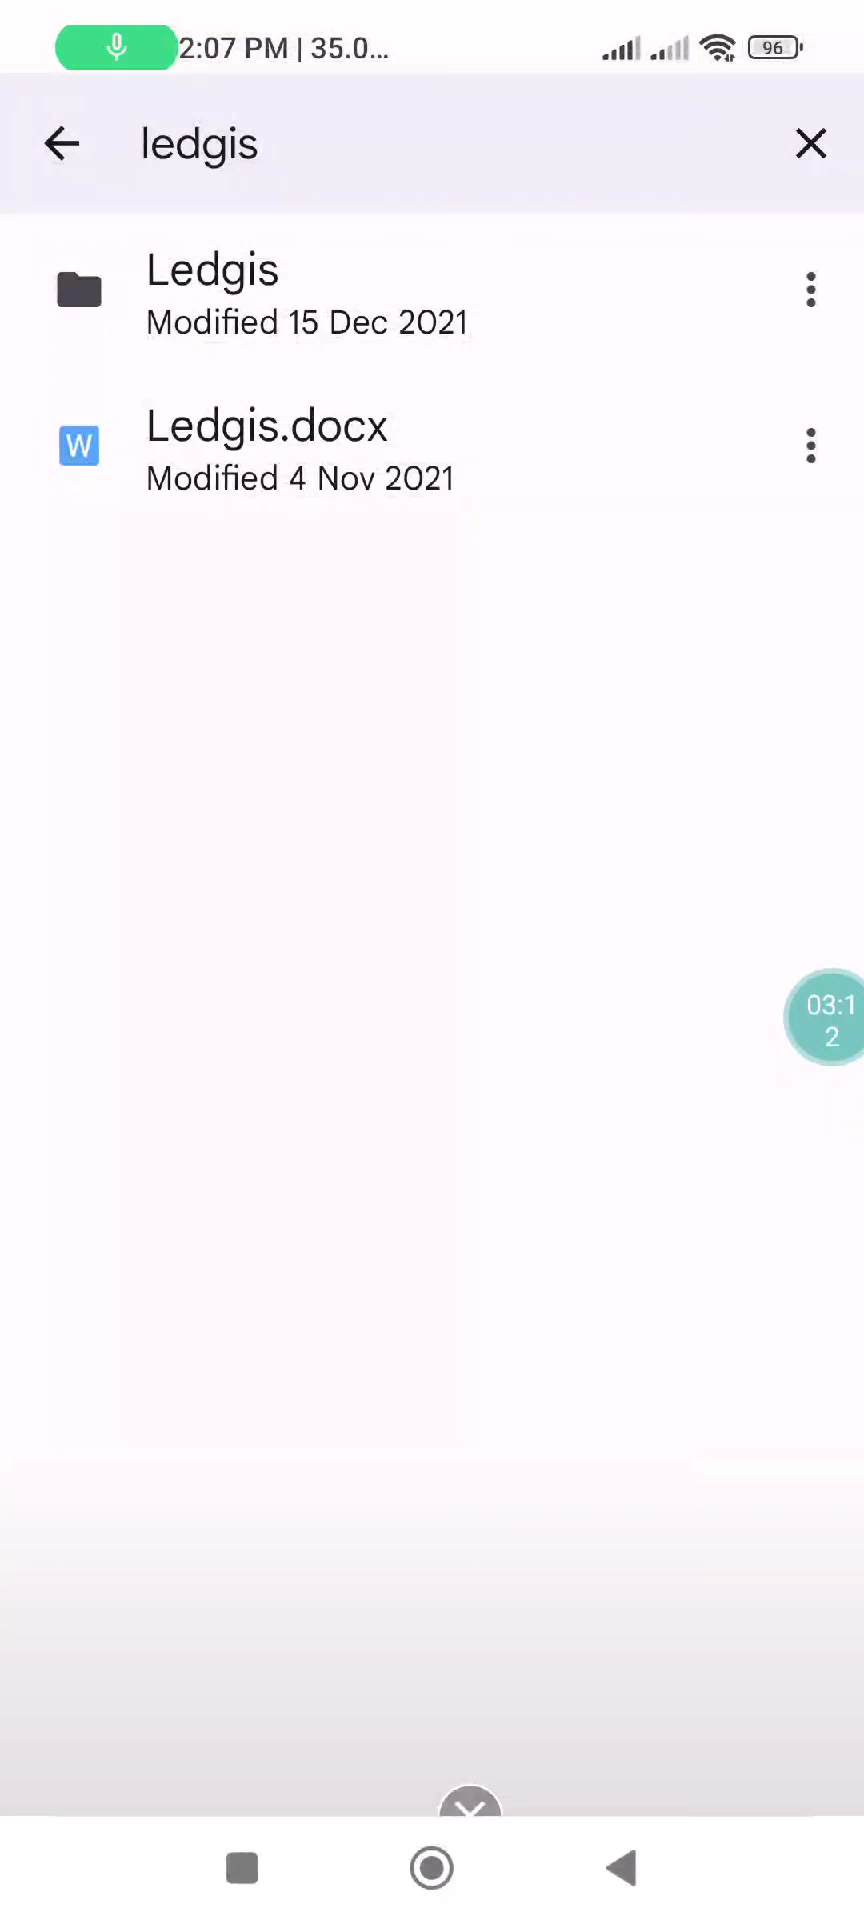 2:07 PM | 35.0...
96
ledgis
Ledgis
Modified 15 Dec 2021
W
Ledgis.docx
Modified 4 Nov 2021
03:1
2